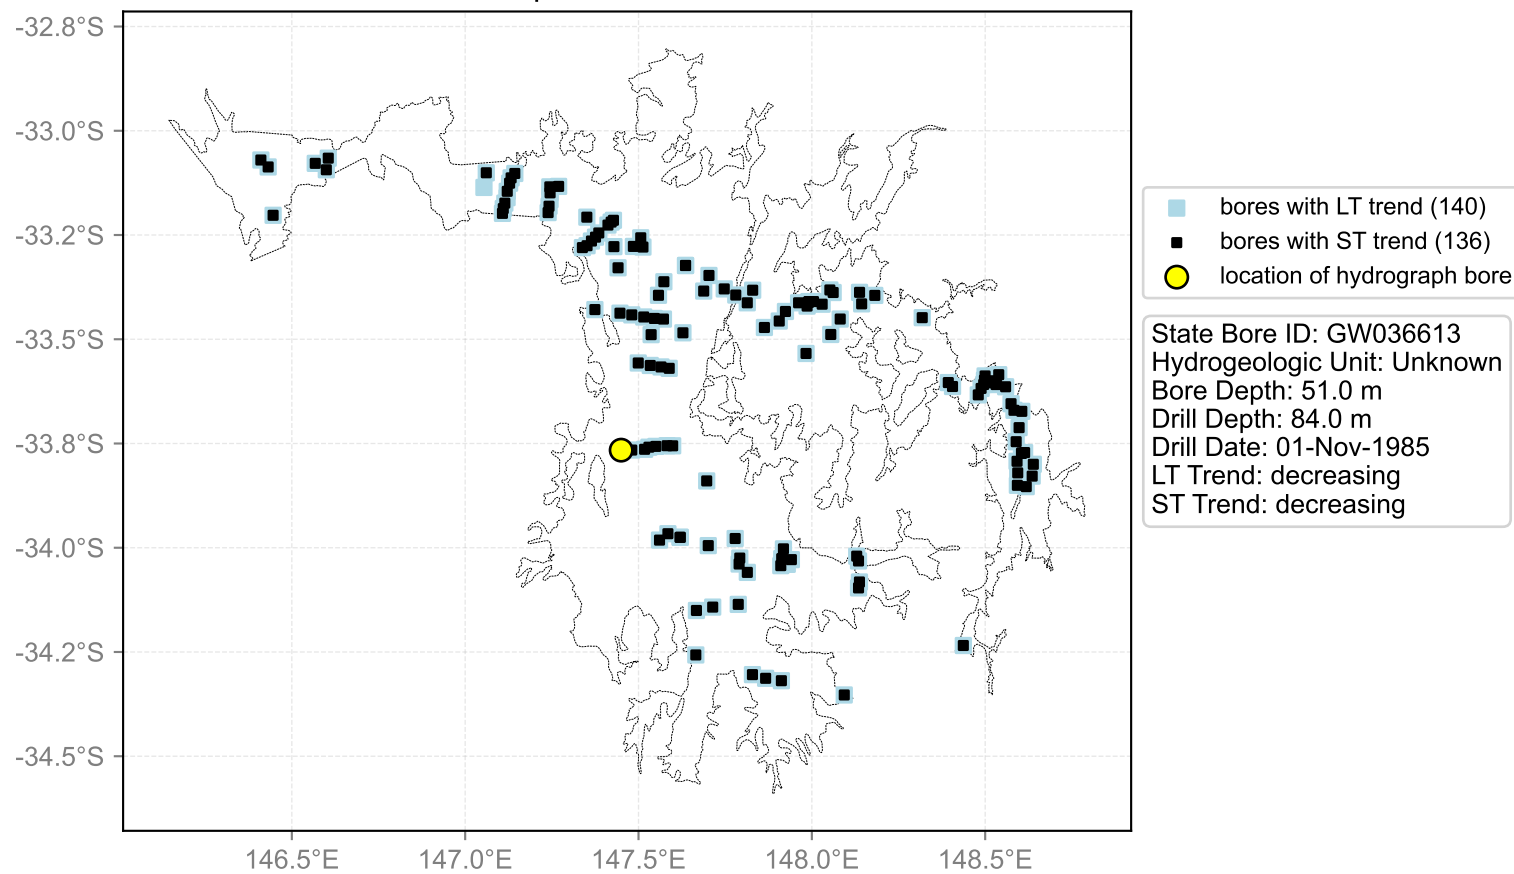 -32.8°S
-33.0°S
-33.2°S
-33.5°S
-33.8°S
-34.0°S
-34.2°S
-34.5°S
146.5°E
147.0°E
147.5°E
148.0°E
148.5°E
bores with LT trend (140)
bores with ST trend (136)
location of hydrograph bore
State Bore ID: GW036613
Hydrogeologic Unit: Unknown
Bore Depth: 51.0 m
Drill Depth: 84.0 m
Drill Date: 01-Nov-1985
LT Trend: decreasing
ST Trend: decreasing